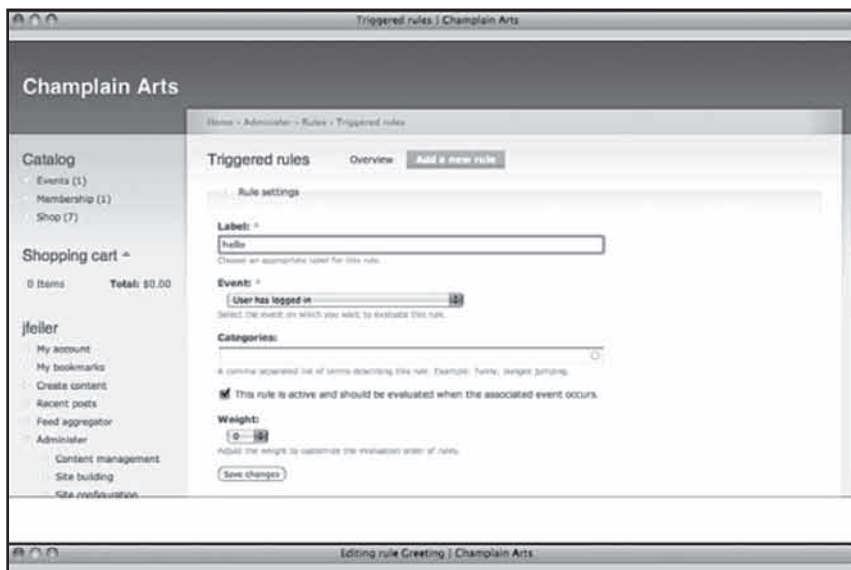 Triggered rules | Champlain Arts
Champlain Arts
Home » Administer » Rules » Triggered rules
Catalog
Events (1)
Membership (1)
Shop (7)
Shopping cart
0 Items Total: $0.00
jfeiler
My account
My bookmarks
Create content
Recent posts
Feed aggregator
Administer
Content management
Site building
Site configuration
Triggered rules Overview Add a new rule
Rule settings
Label: *
hello
Choose an appropriate label for this rule.
Event: *
User has logged in
Select the event on which you want to evaluate this rule.
Categories:
A comma-separated list of terms describing this rule. Example: funny, bungee jumping.
This rule is active and should be evaluated when the associated event occurs.
Weight:
0
Adjust the weight to customize the evaluation order of rules.
Save changes
Editing rule Greeting | Champlain Arts